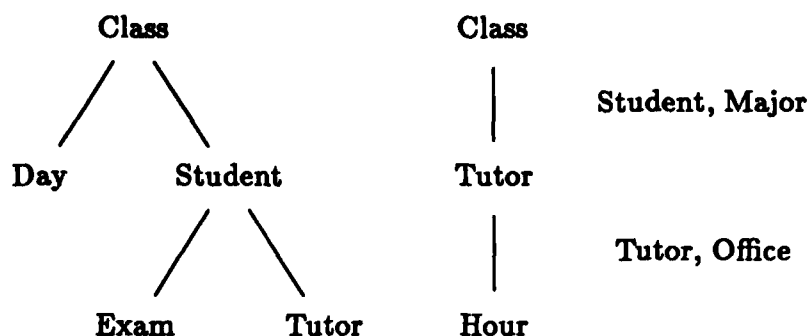 Class Class
Student, Major
Day Student Tutor
Tutor, Office
Exam Tutor Hour